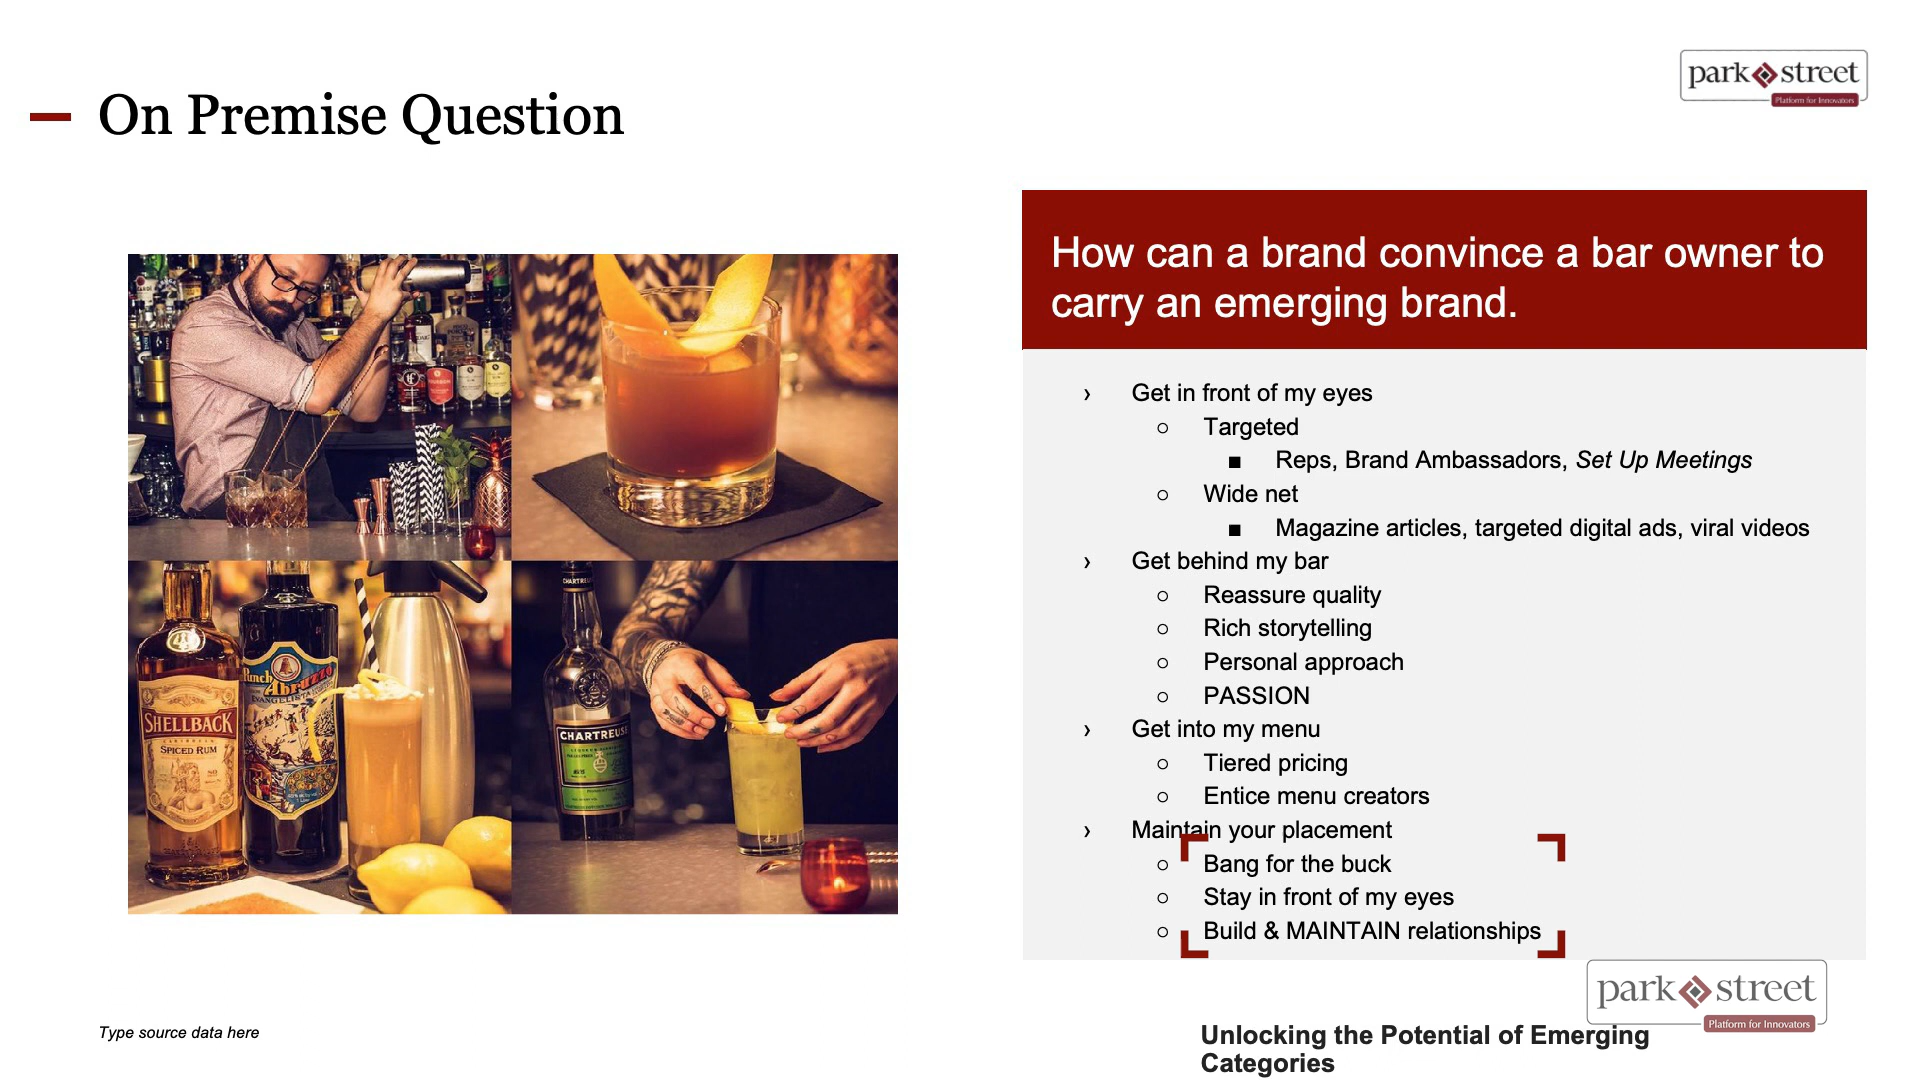 On Premise Question
park street
Platform for Innovators
How can a brand convince a bar owner to
carry an emerging brand.
› Get in front of my eyes
○ Targeted
■ Reps, Brand Ambassadors, Set Up Meetings
○ Wide net
■ Magazine articles, targeted digital ads, viral videos
› Get behind my bar
○ Reassure quality
○ Rich storytelling
○ Personal approach
○ PASSION
› Get into my menu
○ Tiered pricing
○ Entice menu creators
› Maintain your placement
○ Bang for the buck
○ Stay in front of my eyes
○ Build & MAINTAIN relationships
SHELLBACK
CARIBBEAN
SPICED RUM
Punch
Abruzzo
EVANGELISTA
CHARTREUSE
Type source data here
park street
Platform for Innovators
Unlocking the Potential of Emerging
Categories